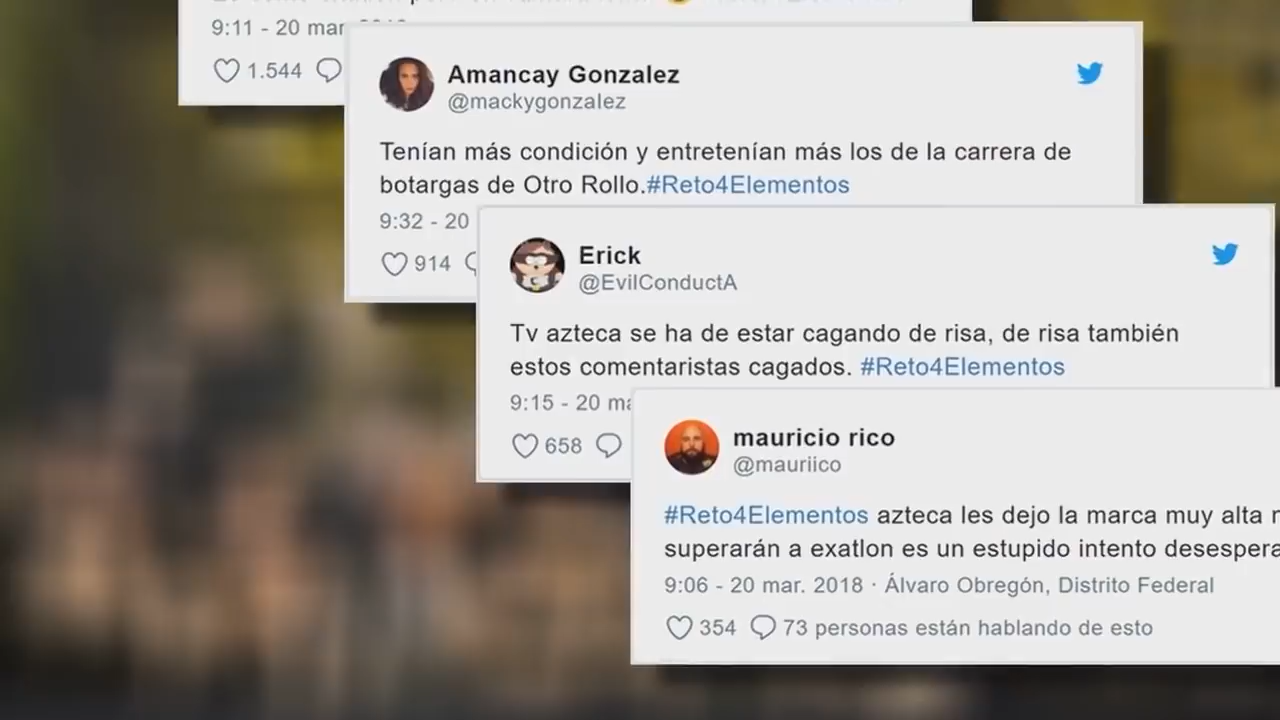 9:11 - 20 mar. 2018
1.544
Amancay Gonzalez
@mackygonzalez
Tenían más condición y entretenían más los de la carrera de
botargas de Otro Rollo.#Reto4Elementos
9:32 - 20
914
Erick
@EvilConductA
Tv azteca se ha de estar cagando de risa, de risa también
estos comentaristas cagados. #Reto4Elementos
9:15 - 20
658
mauricio rico
@mauriico
#Reto4Elementos azteca les dejo la marca muy alta
superarán a exatlon es un estupido intento
9:06 - 20 mar. 2018 · Álvaro Obregón, Distrito Federal
354 73 personas están hablando de esto